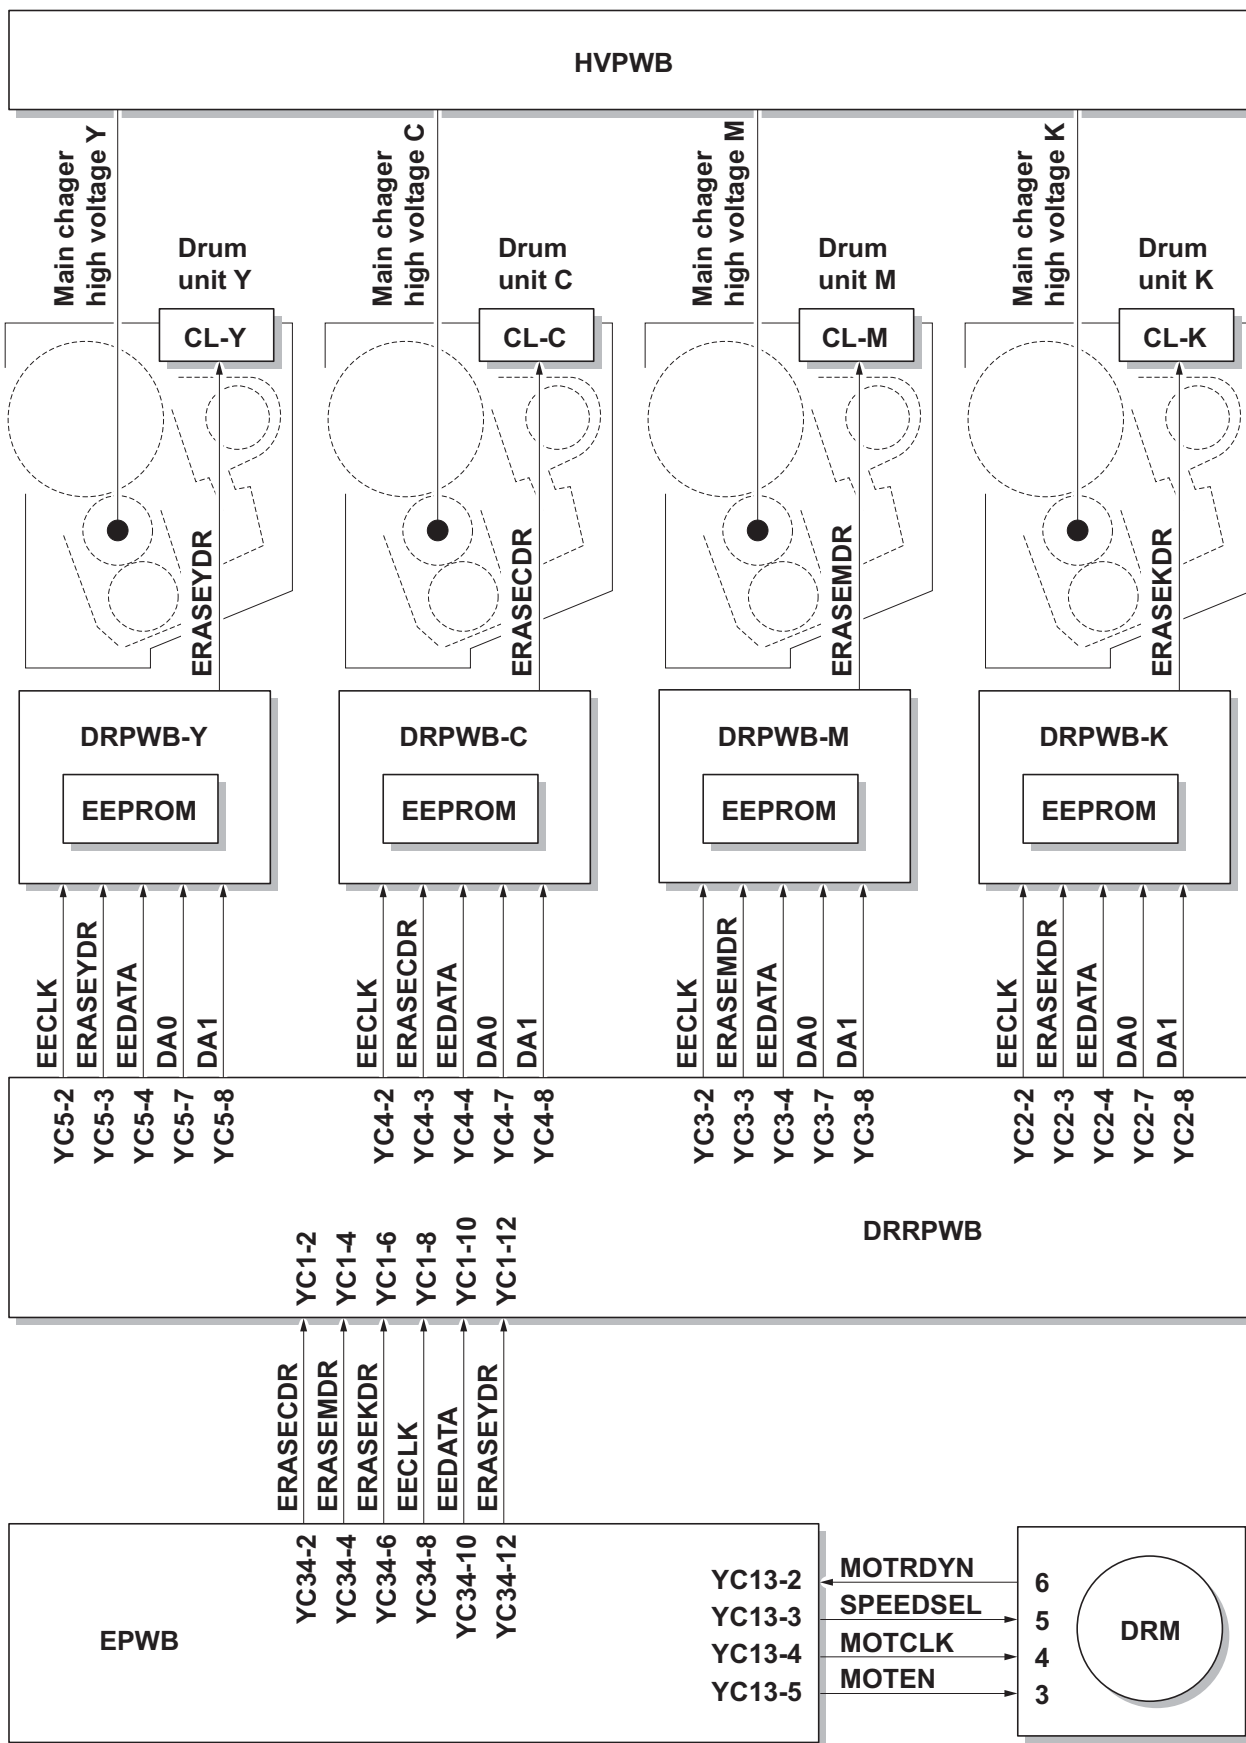 HVPWB
Main chager
high voltage Y
Main chager
high voltage C
Main chager
high voltage M
Main chager
high voltage K
Drum
unit Y
Drum
unit C
Drum
unit M
Drum
unit K
CL-Y
CL-C
CL-M
CL-K
ERASEYDR
ERASECDR
ERASEMDR
ERASEKDR
DRPWB-Y
DRPWB-C
DRPWB-M
DRPWB-K
EEPROM
EEPROM
EEPROM
EEPROM
EECLK
ERASEYDR
EEDATA
DA0
DA1
EECLK
ERASECDR
EEDATA
DA0
DA1
EECLK
ERASEMDR
EEDATA
DA0
DA1
EECLK
ERASEKDR
EEDATA
DA0
DA1
YC5-2
YC5-3
YC5-4
YC5-7
YC5-8
YC4-2
YC4-3
YC4-4
YC4-7
YC4-8
YC3-2
YC3-3
YC3-4
YC3-7
YC3-8
YC2-2
YC2-3
YC2-4
YC2-7
YC2-8
DRRPWB
YC1-2
YC1-4
YC1-6
YC1-8
YC1-10
YC1-12
ERASECDR
ERASEMDR
ERASEKDR
EECLK
EEDATA
ERASEYDR
YC34-2
YC34-4
YC34-6
YC34-8
YC34-10
YC34-12
EPWB
YC13-2
MOTRDYN
6
YC13-3
SPEEDSEL
5
YC13-4
MOTCLK
4
YC13-5
MOTEN
3
DRM